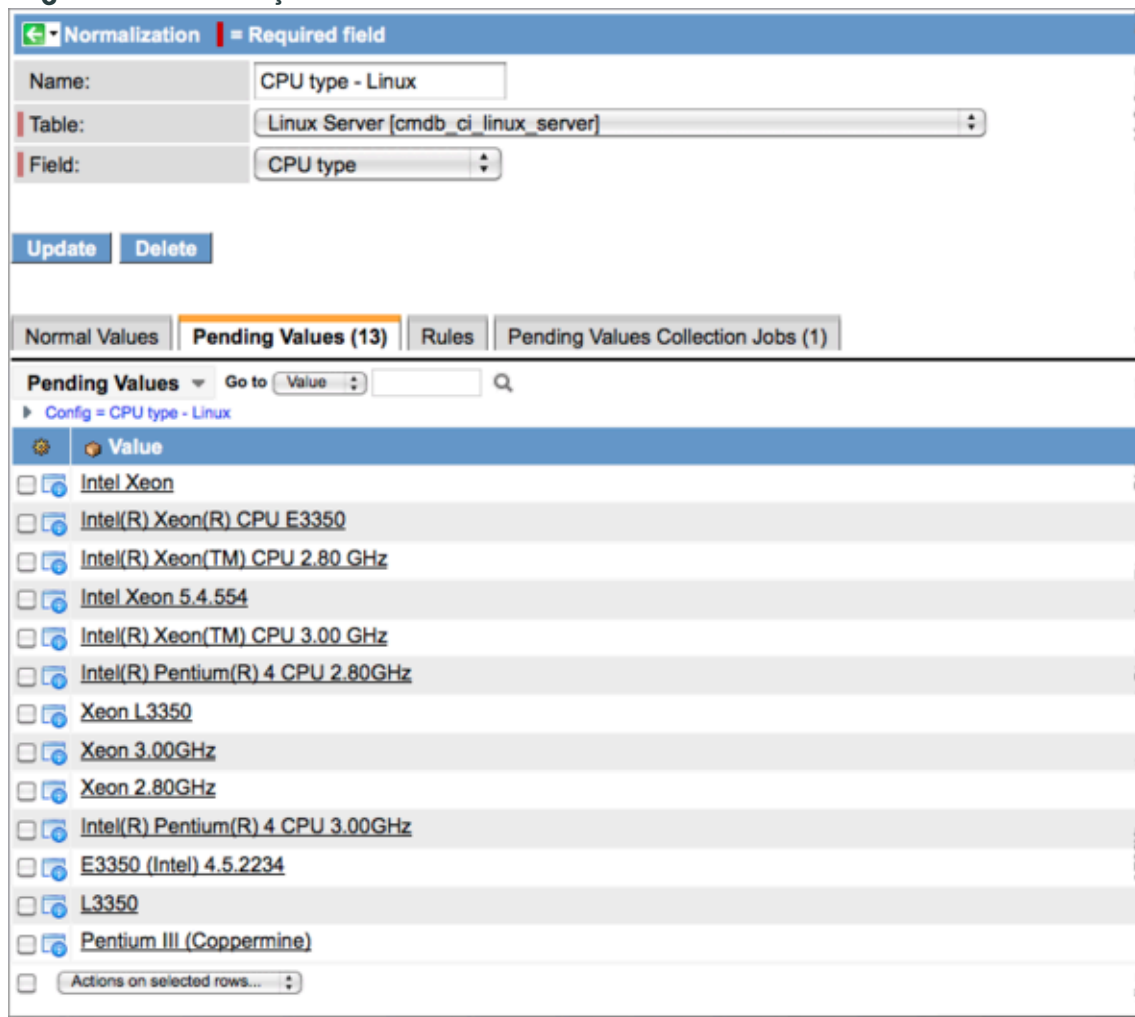 Normalization = Required field
Name: CPU type - Linux
Table: Linux Server [cmdb_ci_linux_server]
Field: CPU type
Update Delete
Normal Values Pending Values (13) Rules Pending Values Collection Jobs (1)
Pending Values Go to Value
Config = CPU type - Linux
Value
Intel Xeon
Intel(R) Xeon(R) CPU E3350
Intel(R) Xeon(TM) CPU 2.80 GHz
Intel Xeon 5.4.554
Intel(R) Xeon(TM) CPU 3.00 GHz
Intel(R) Pentium(R) 4 CPU 2.80GHz
Xeon L3350
Xeon 3.00GHz
Xeon 2.80GHz
Intel(R) Pentium(R) 4 CPU 3.00GHz
E3350 (Intel) 4.5.2234
L3350
Pentium III (Coppermine)
Actions on selected rows...